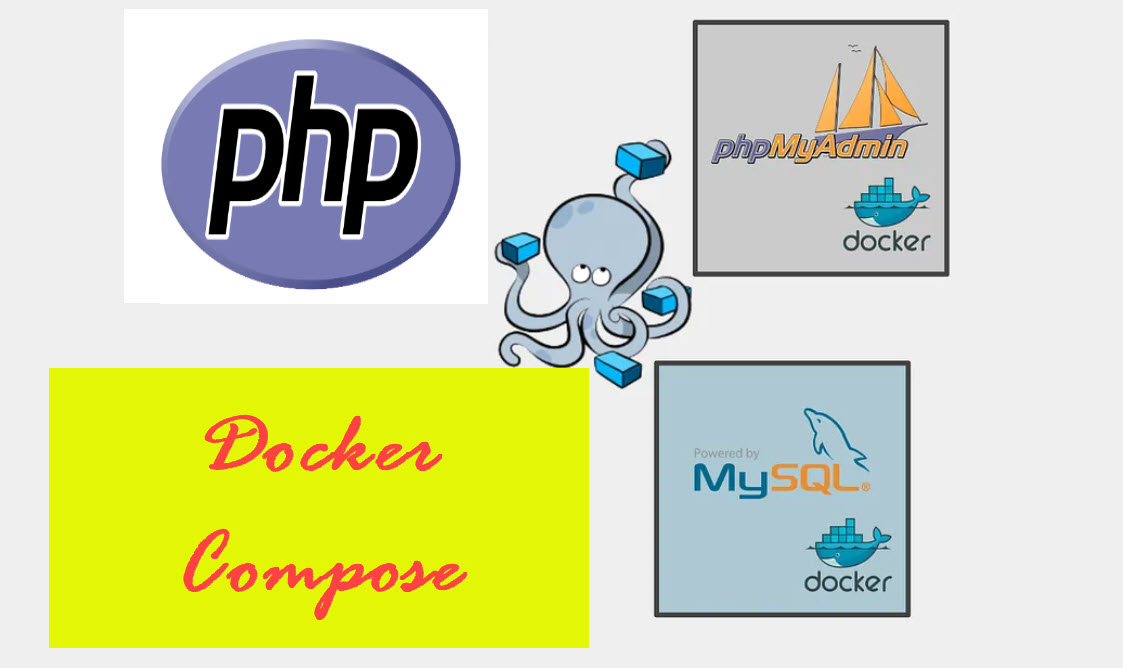 php
phpMyAdmin
docker
Docker
Compose
Powered by
MySQL®
docker